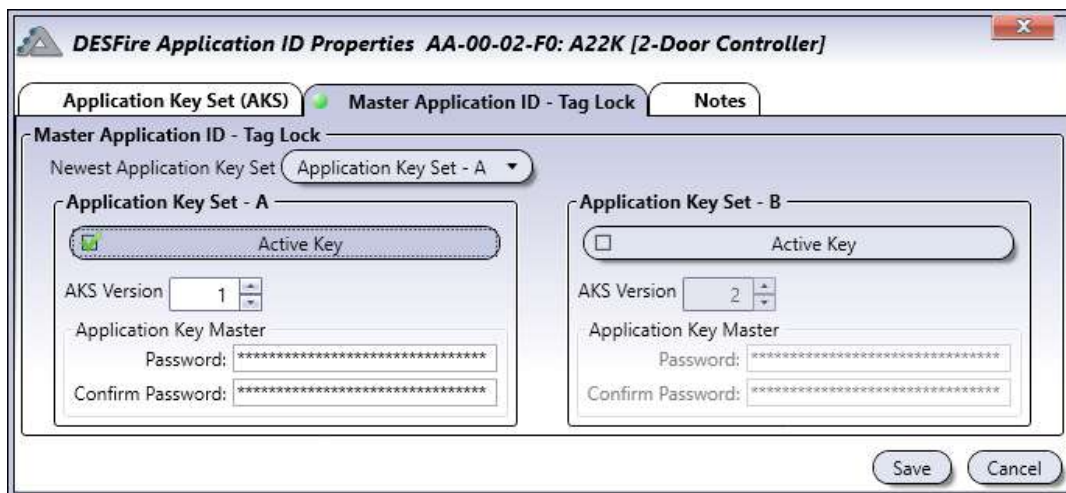 DESFire Application ID Properties AA-00-02-F0: A22K [2-Door Controller]
Application Key Set (AKS)
Master Application ID - Tag Lock
Notes
Master Application ID - Tag Lock
Newest Application Key Set
Application Key Set - A
Application Key Set - A
Active Key
AKS Version
1
Application Key Master
Password:
*********************************
Confirm Password:
*********************************
Application Key Set - B
Active Key
AKS Version
2
Application Key Master
Password:
*********************************
Confirm Password:
*********************************
Save
Cancel